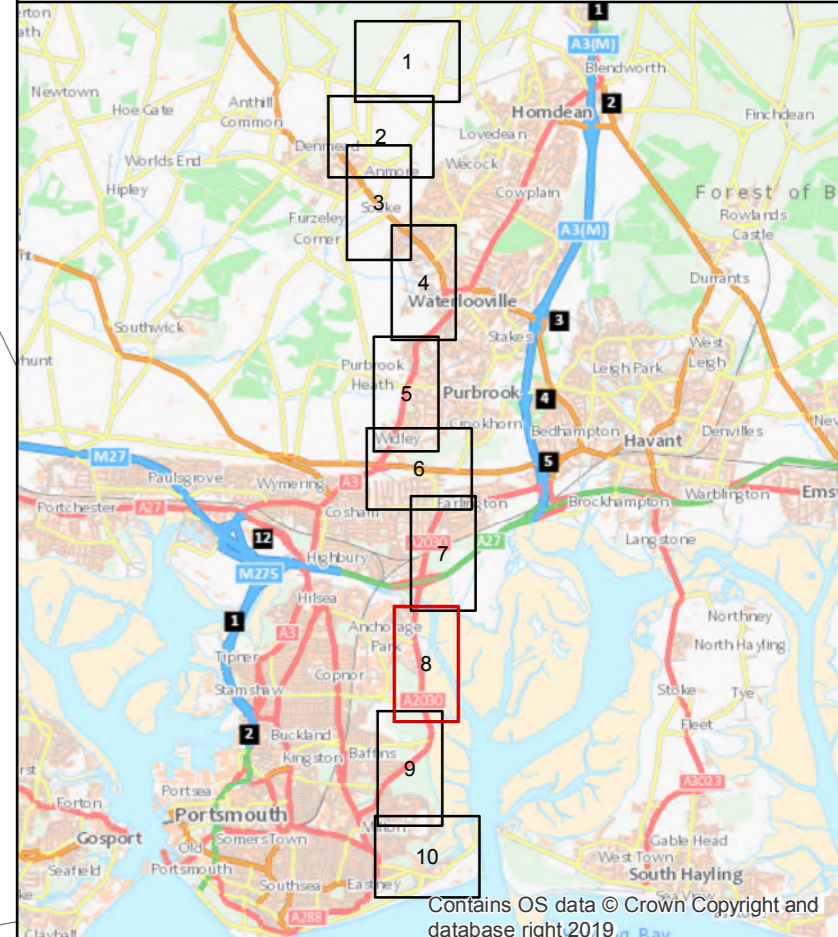 erton
ath
1
A3(M)
Blendworth
1
Newtown
Hoe Gate
Anthill
Common
Horndean
2
Finchdean
Denmead
2
Lovedean
Worlds End
Anmore
Wecock
Hipley
3
Cowplain
Forest of B
Furzeley
Corner
Rowlands
Castle
A3(M)
4
Durrants
Waterlooville
Southwick
3
Stakes
West
Leigh
hunt
Purbrook
Heath
5
Purbrook
Leigh Park
4
Crookhorn
Bedhampton
Denvilles
Widley
Havant
M27
6
5
Paulsgrove
Wymering
A3
Warblington
Ems
Portchester
A27
Cosham
Farlington
Brockhampton
12
A2030
A27
Langstone
Highbury
7
M275
Hilsea
1
A3
Anchorage
Park
Northney
8
North Hayling
Tipner
Copnor
Stamshaw
A2030
Stoke
Tye
2
Buckland
Fleet
Kingston
Baffins
9
A3023
Portsea
Forton
Portsmouth
Milton
Gosport
Old
Portsmouth
Somers Town
10
Gable Head
Seafield
West Town
Southsea
Eastney
South Hayling
A288
Contains OS data © Crown Copyright and
database right 2019
Bay